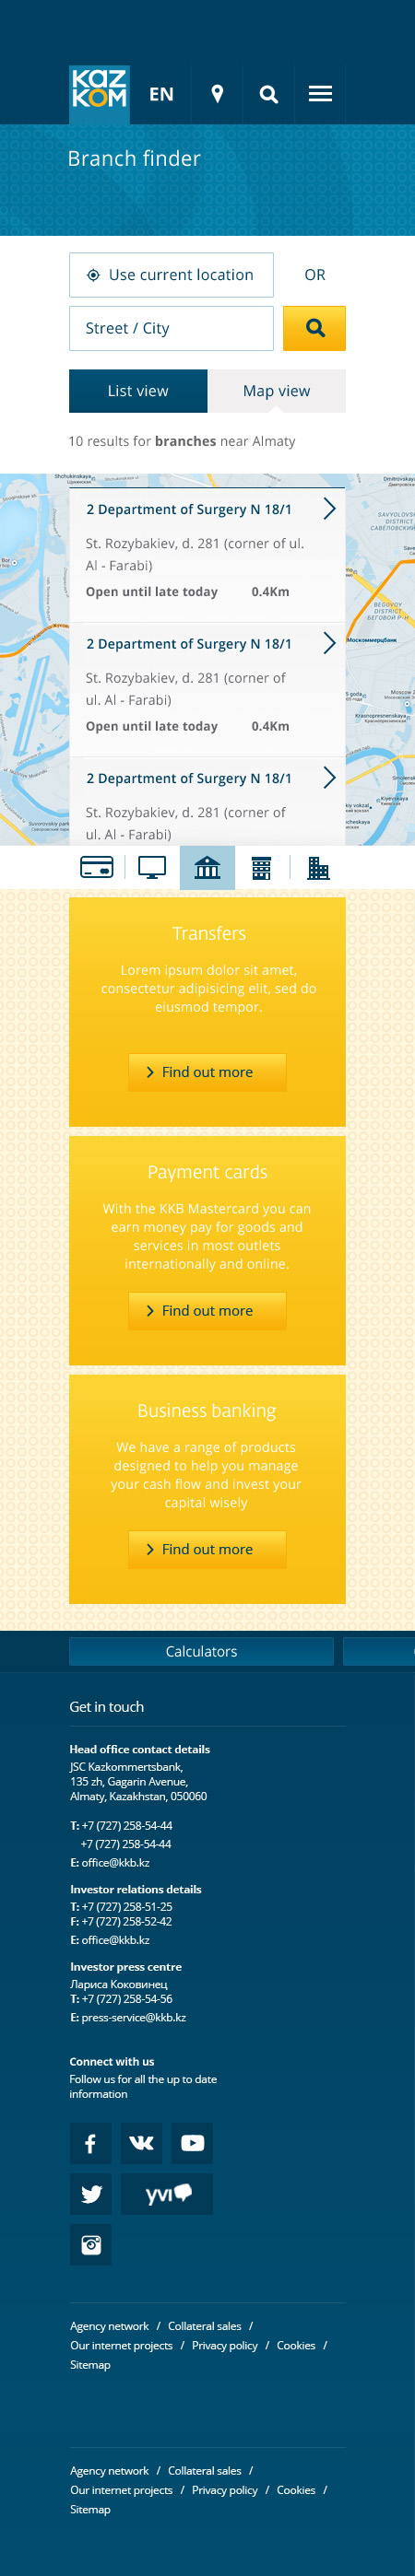 KAZ
KOM
EN
Branch finder
Use current location
OR
Street / City
List view
Map view
10 results for branches near Almaty
2 Department of Surgery N 18/1
St. Rozybakiev, d. 281 (corner of ul.
Al - Farabi)
Open until late today 0.4Km
2 Department of Surgery N 18/1
St. Rozybakiev, d. 281 (corner of
ul. Al - Farabi)
Open until late today 0.4Km
2 Department of Surgery N 18/1
St. Rozybakiev, d. 281 (corner of
ul. Al - Farabi)
SAVYOLOVSK
DISTRICT
BEGOVOY
DISTRICT
Москоммерцбанк
Krasnopresnenskaya
Transfers
Lorem ipsum dolor sit amet,
consectetur adipisicing elit, sed do
eiusmod tempor.
Find out more
Payment cards
With the KKB Mastercard you can
earn money pay for goods and
services in most outlets
internationally and online.
Find out more
Business banking
We have a range of products
designed to help you manage
your cash flow and invest your
capital wisely
Find out more
Calculators
Get in touch
Head office contact details
JSC Kazkommertsbank,
135 zh, Gagarin Avenue,
Almaty, Kazakhstan, 050060
T: +7 (727) 258-54-44
+7 (727) 258-54-44
E: office@kkb.kz
Investor relations details
T: +7 (727) 258-51-25
F: +7 (727) 258-52-42
E: office@kkb.kz
Investor press centre
Лариса Коковинец
T: +7 (727) 258-54-56
E: press-service@kkb.kz
Connect with us
Follow us for all the up to date
information
yvi
Agency network / Collateral sales /
Our internet projects / Privacy policy / Cookies /
Sitemap
Agency network / Collateral sales /
Our internet projects / Privacy policy / Cookies /
Sitemap